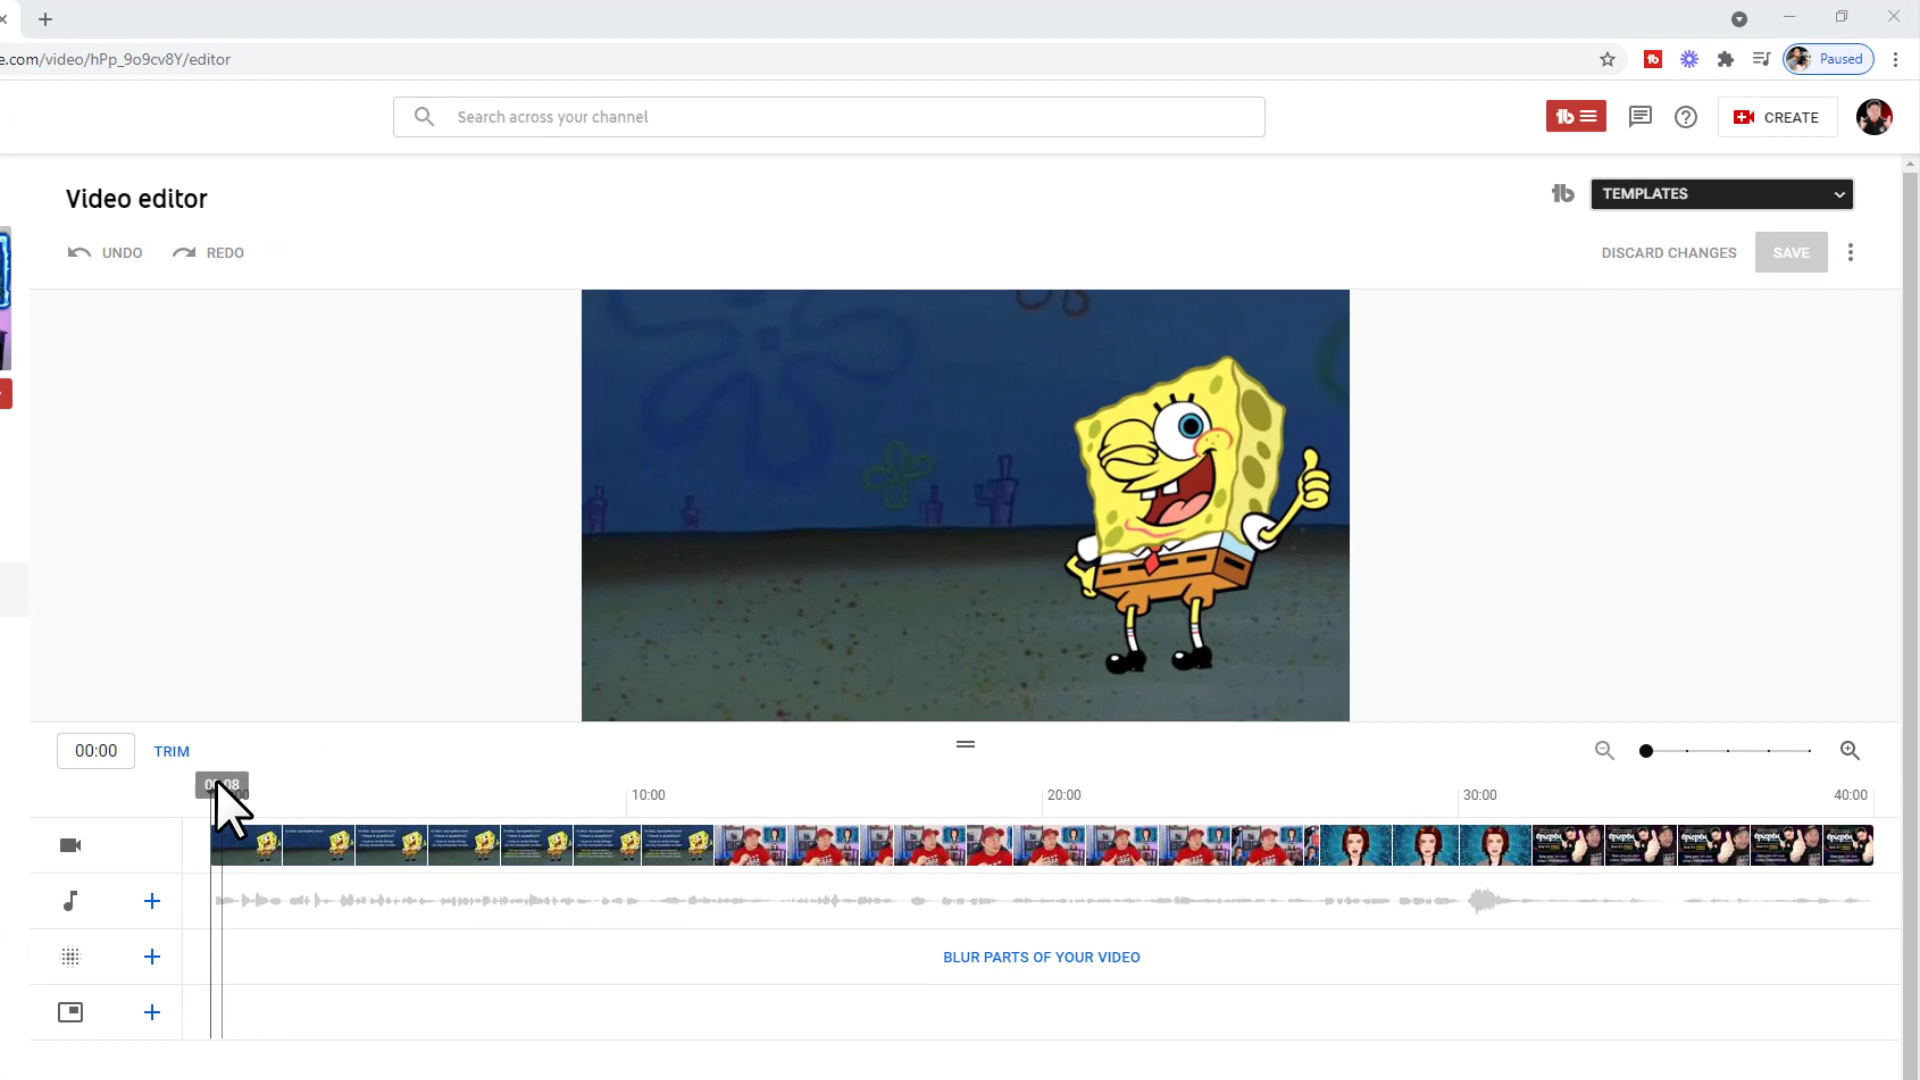 e.com/video/hPp_9o9cv8Y/editor
Paused
Search across your channel
CREATE
Video editor
TEMPLATES
UNDO
REDO
DISCARD CHANGES
SAVE
00:00
TRIM
10:00
20:00
30:00
40:00
BLUR PARTS OF YOUR VIDEO